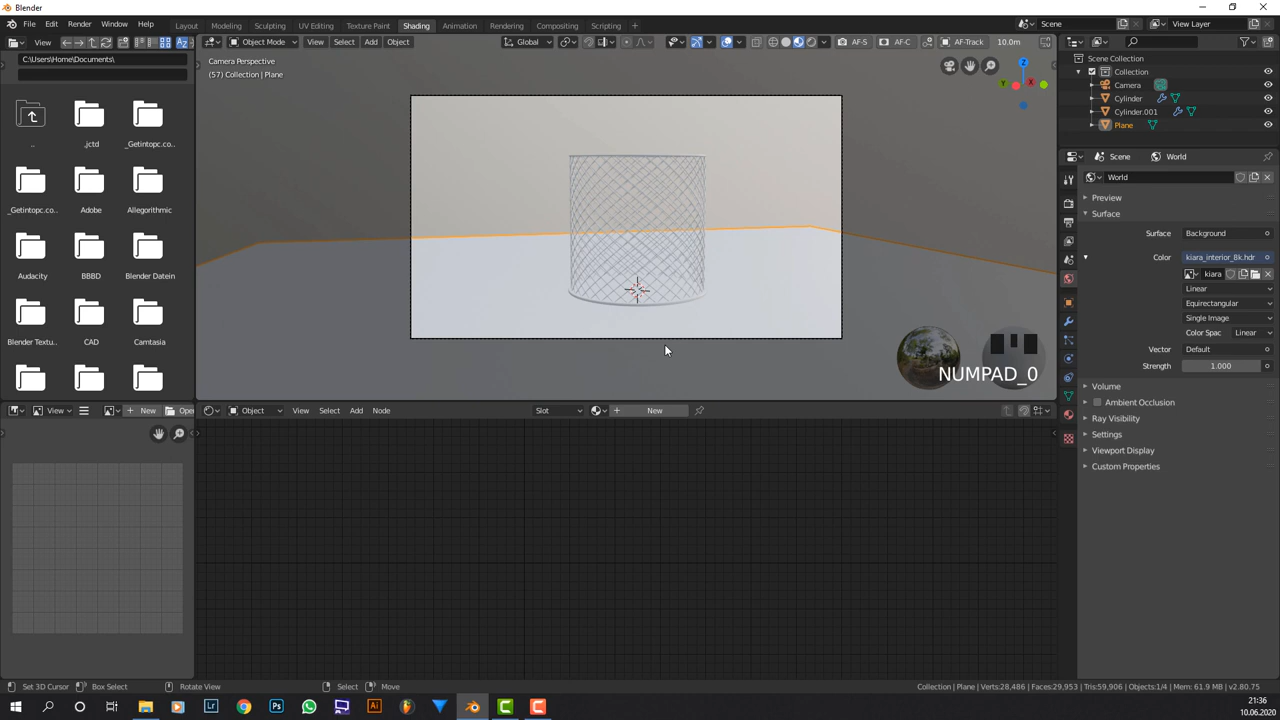 Blender
File Edit Render Window Help Layout Modeling Sculpting UV Editing Texture Paint Shading Animation Rendering Compositing Scripting + Scene View Layer
View Object Mode View Select Add Object Global AF-S AF-C AF-Track 10.0m
C:\Users\Home\Documents\
Camera Perspective
(57) Collection | Plane
.. .jctd _Getintopc.co...
_Getintopc.co... Adobe Allegorithmic
Audacity BBBD Blender Datein
Blender Textu... CAD Camtasia
X Y Z
NUMPAD_0
Scene Collection
Collection
Camera
Cylinder
Cylinder.001
Plane
Scene World
World
Preview
Surface
Surface Background
Color kiara_interior_8k.hdr
kiara
Linear
Equirectangular
Single Image
Color Spac Linear
Vector Default
Strength 1.000
Volume
Ambient Occlusion
Ray Visibility
Settings
Viewport Display
Custom Properties
View + New Open
Object View Select Add Node Slot + New
Set 3D Cursor Box Select Rotate View Select Move Collection | Plane | Verts:28,486 | Faces:29,953 | Tris:59,906 | Objects:1/4 | Mem: 61.9 MB | v2.80.75
Lr Ps Ai
21:36
10.06.2020